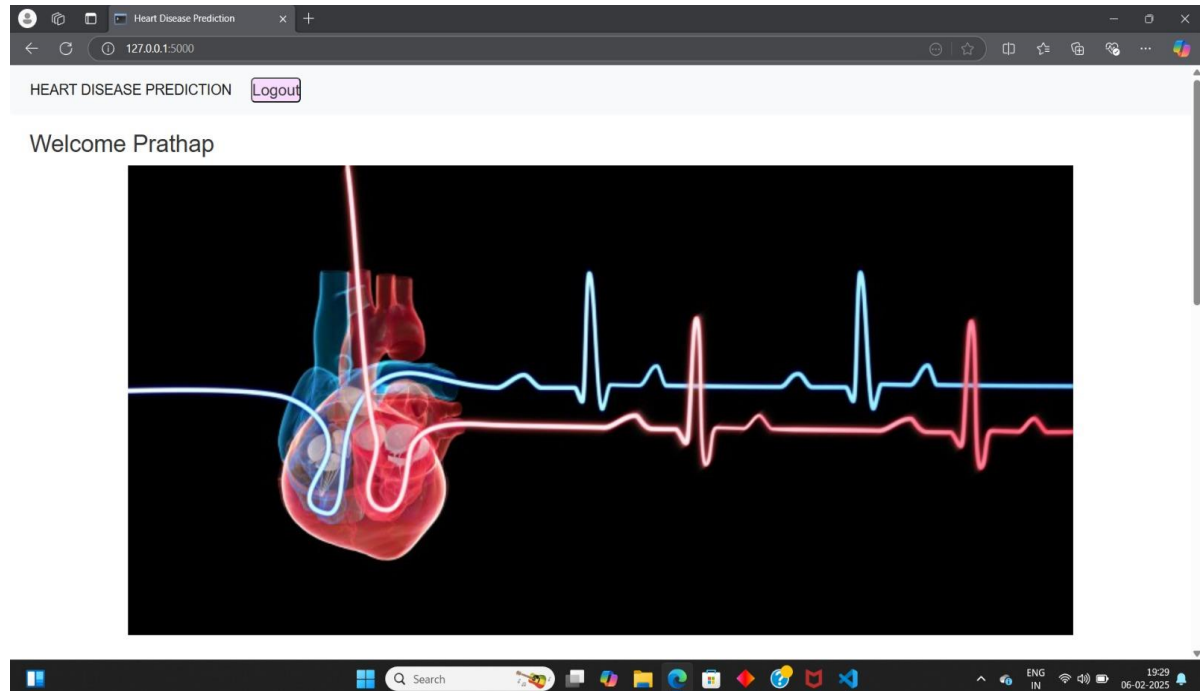 Heart Disease Prediction
127.0.0.1:5000
HEART DISEASE PREDICTION Logout
Welcome Prathap
Search
ENG
IN
19:29
06-02-2025